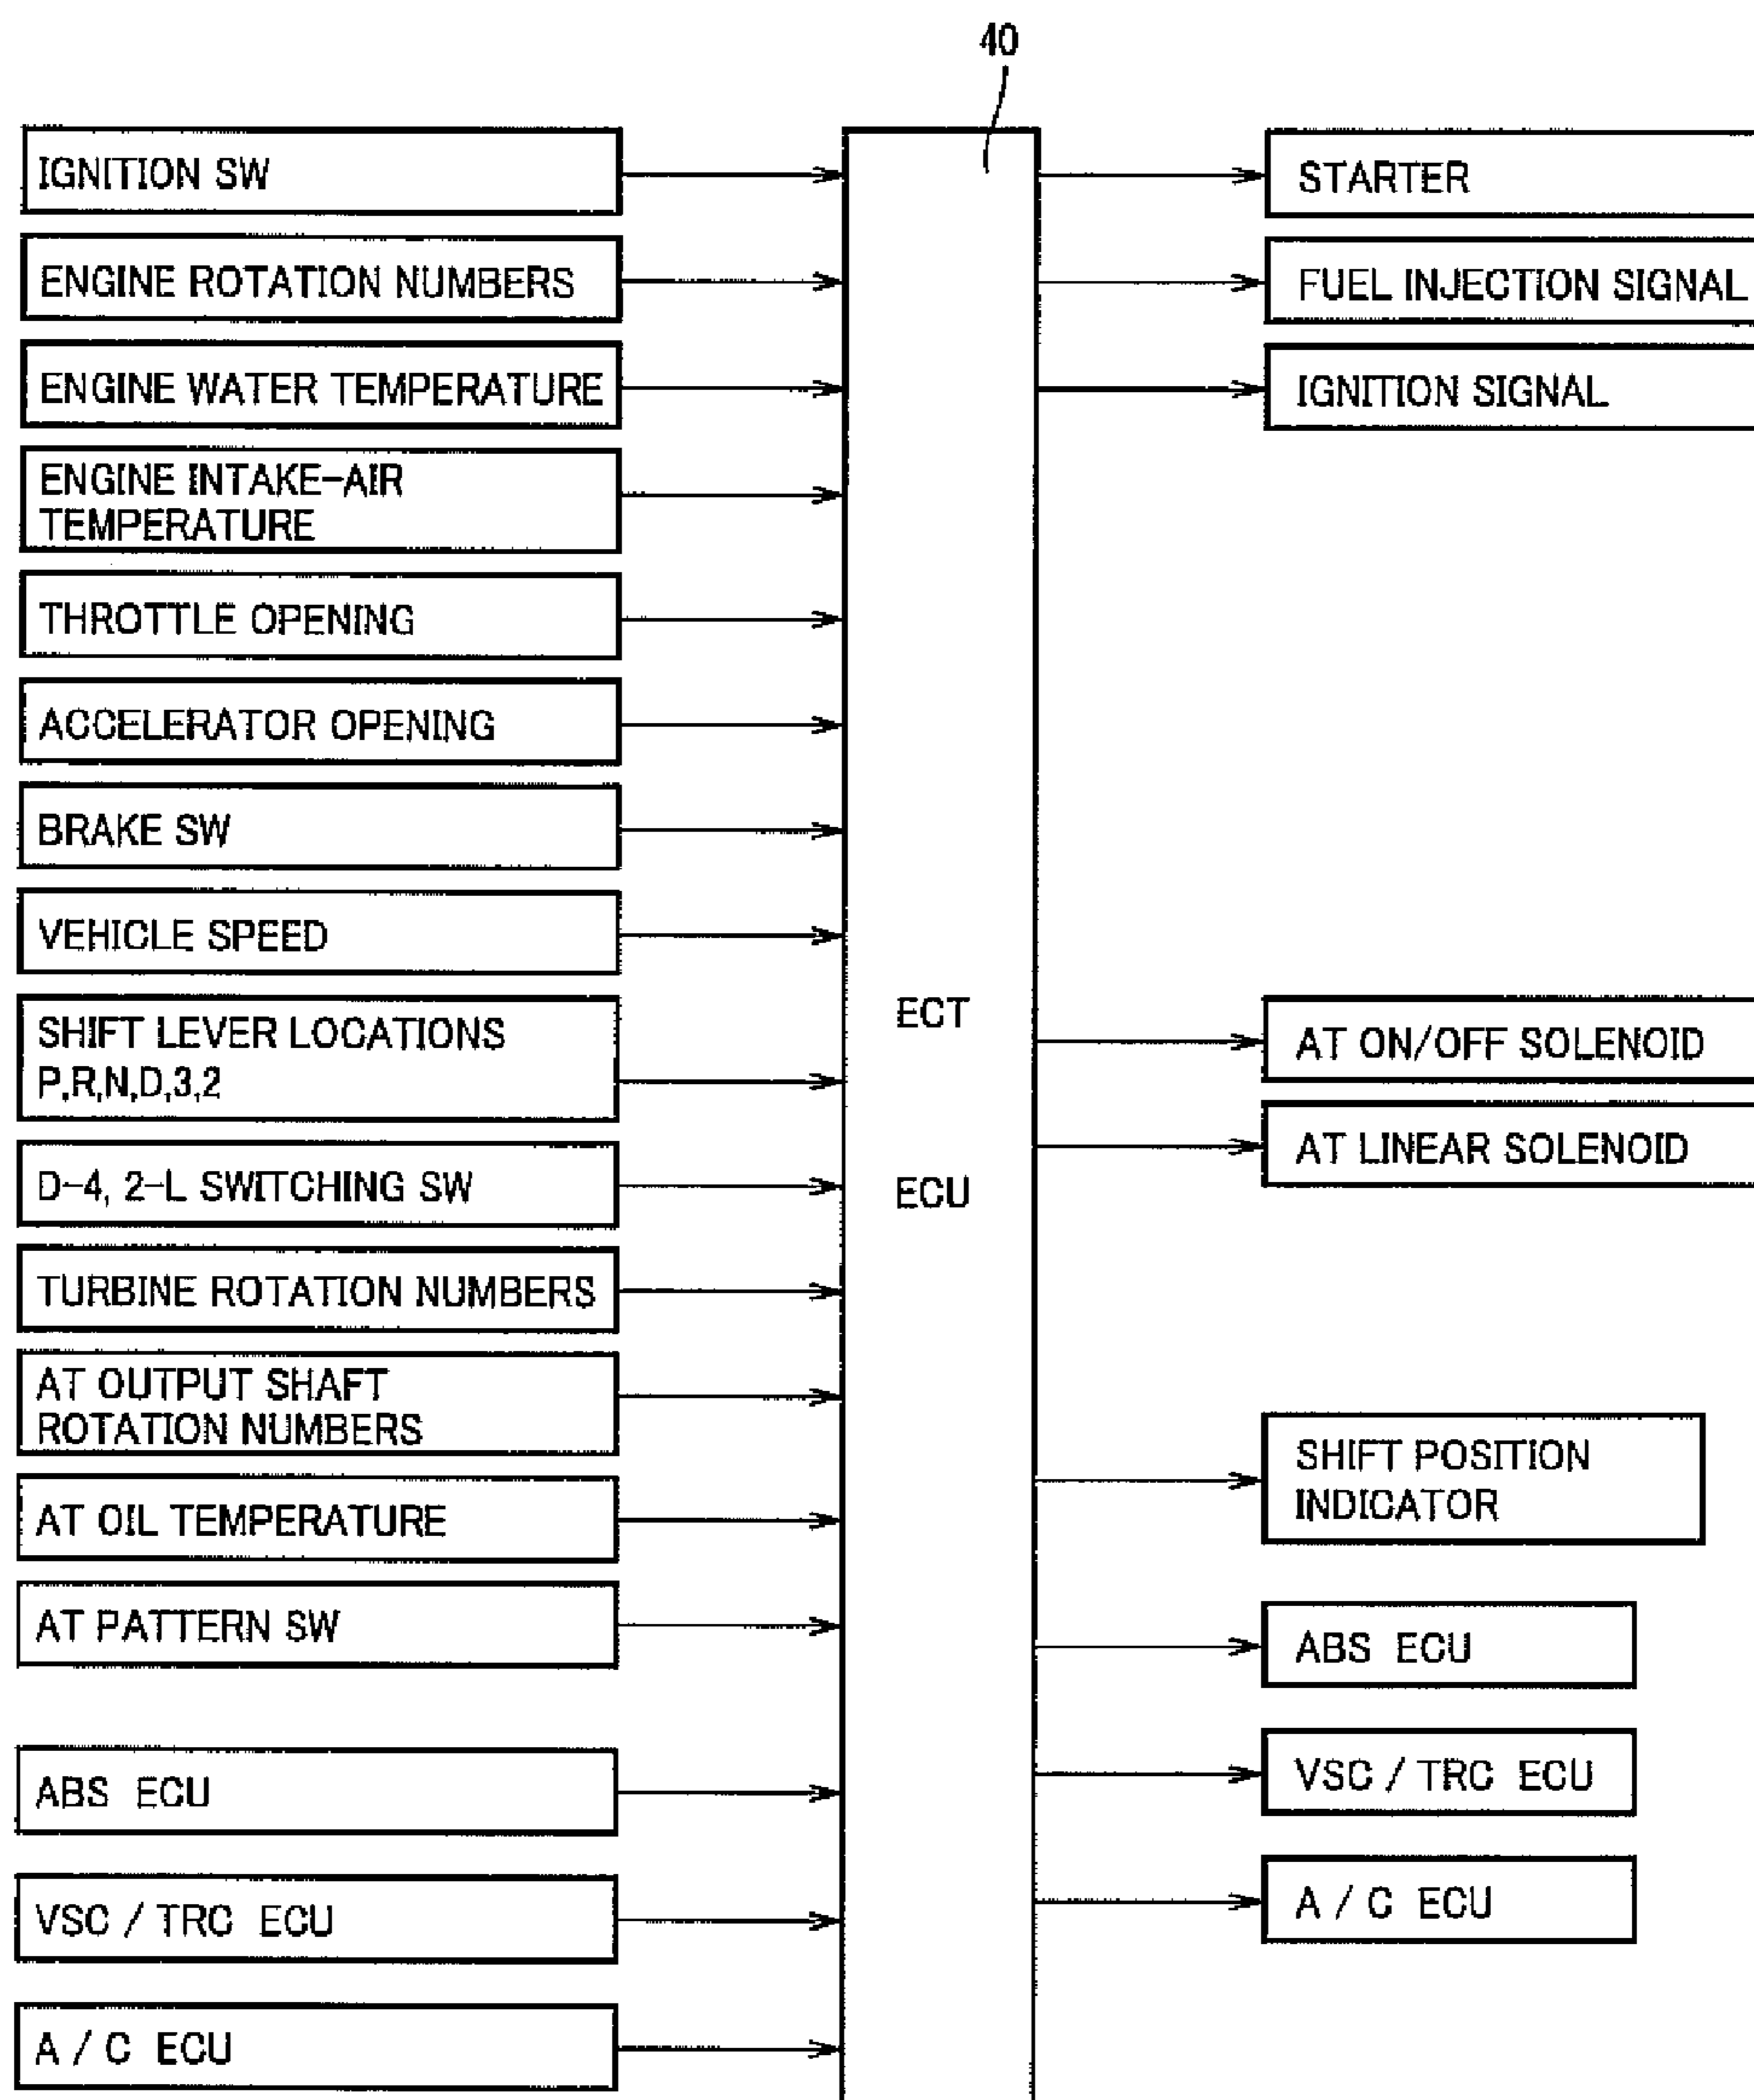 40
IGNITION SW
ENGINE ROTATION NUMBERS
ENGINE WATER TEMPERATURE
ENGINE INTAKE-AIR
TEMPERATURE
THROTTLE OPENING
ACCELERATOR OPENING
BRAKE SW
VEHICLE SPEED
SHIFT LEVER LOCATIONS
P,R,N,D,3,2
D-4, 2-L SWITCHING SW
TURBINE ROTATION NUMBERS
AT OUTPUT SHAFT
ROTATION NUMBERS
AT OIL TEMPERATURE
AT PATTERN SW
ABS ECU
VSC / TRC ECU
A / C ECU
ECT
ECU
STARTER
FUEL INJECTION SIGNAL
IGNITION SIGNAL
AT ON/OFF SOLENOID
AT LINEAR SOLENOID
SHIFT POSITION
INDICATOR
ABS ECU
VSC / TRC ECU
A / C ECU